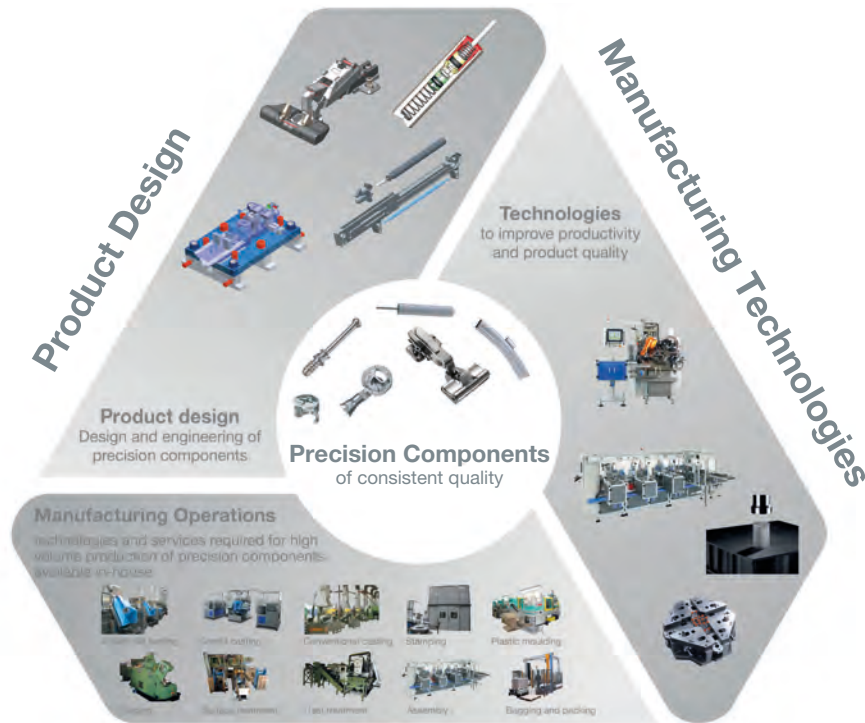 Product Design
Manufacturing Technologies
Technologies
to improve productivity
and product quality
Product design
Design and engineering of
precision components
Precision Components
of consistent quality
Manufacturing Operations
technologies and services required for high
volume production of precision components
available in-house
Conventional casting
Stamping
Plastic moulding
Surface treatment
Heat treatment
Assembly
Bagging and packing